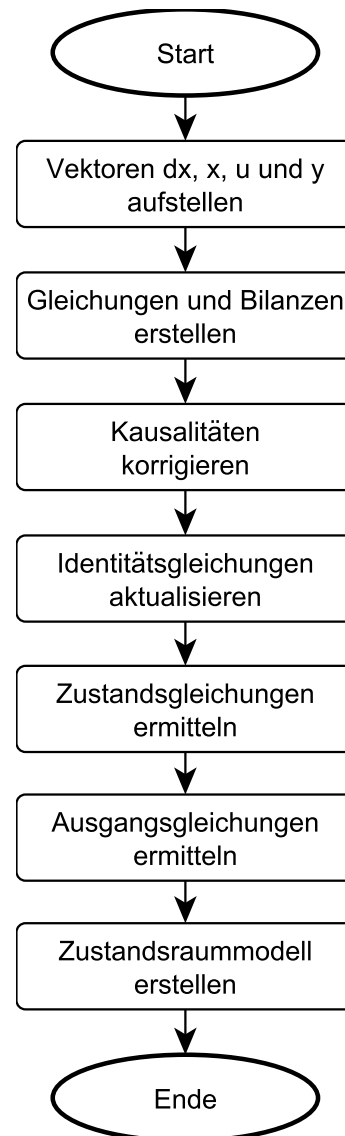 Start
Vektoren dx, x, u und y
aufstellen
Gleichungen und Bilanzen
erstellen
Kausalitäten
korrigieren
Identitätsgleichungen
aktualisieren
Zustandsgleichungen
ermitteln
Ausgangsgleichungen
ermitteln
Zustandsraummodell
erstellen
Ende